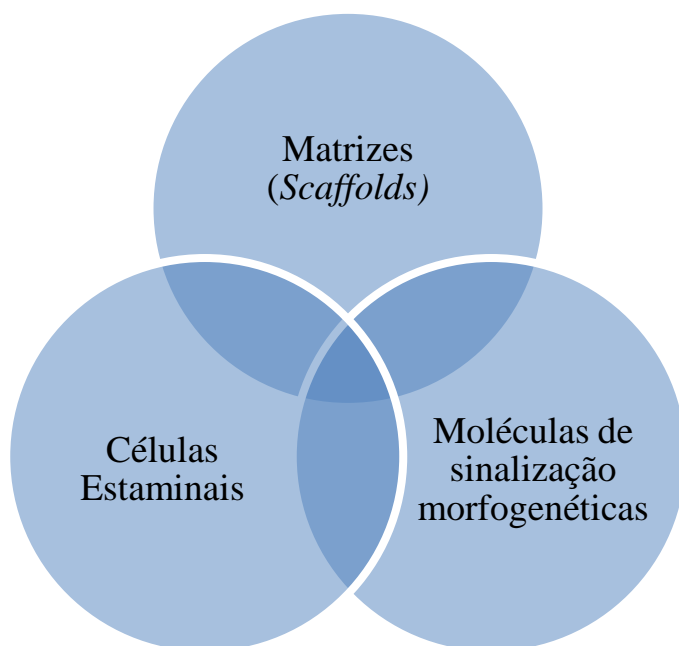 Matrizes
(Scaffolds)
Células
Estaminais
Moléculas de
sinalização
morfogenéticas